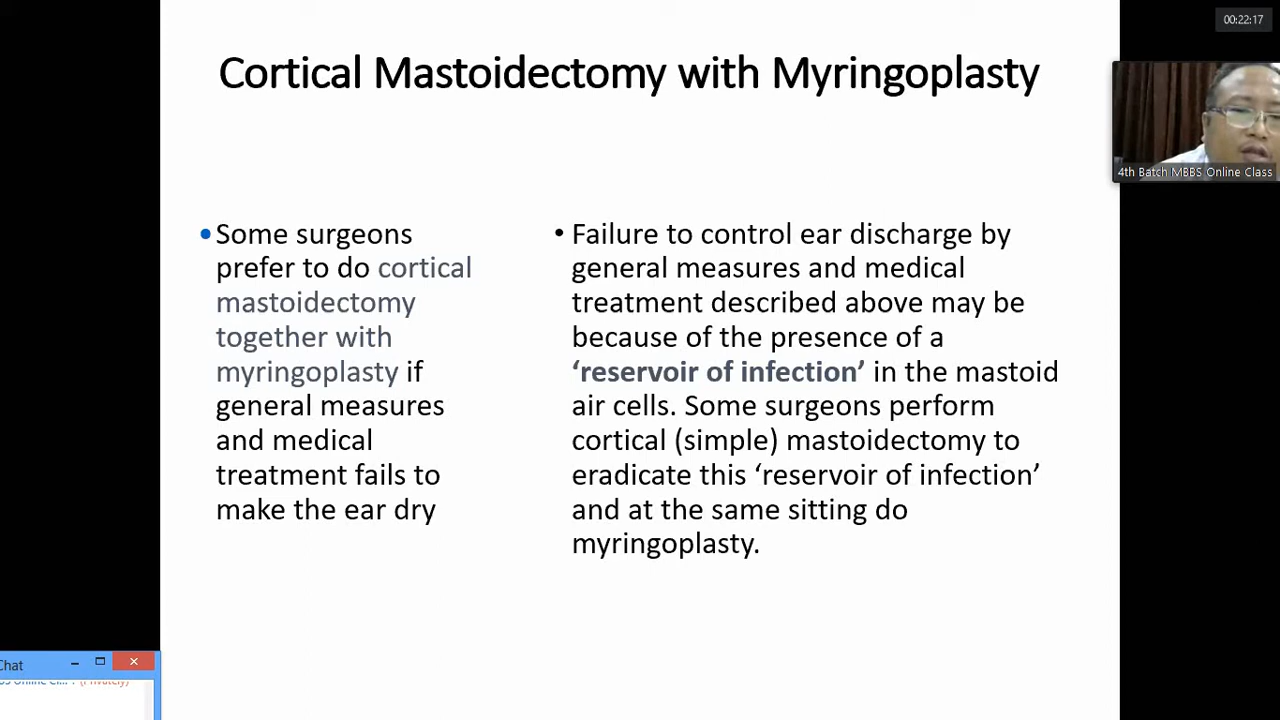 00:22:17
Cortical Mastoidectomy with Myringoplasty
4th Batch MBBS Online Class
•Some surgeons
prefer to do cortical
mastoidectomy
together with
myringoplasty if
general measures
and medical
treatment fails to
make the ear dry
• Failure to control ear discharge by
general measures and medical
treatment described above may be
because of the presence of a
‘reservoir of infection’ in the mastoid
air cells. Some surgeons perform
cortical (simple) mastoidectomy to
eradicate this ‘reservoir of infection’
and at the same sitting do
myringoplasty.
Chat
(Privately)